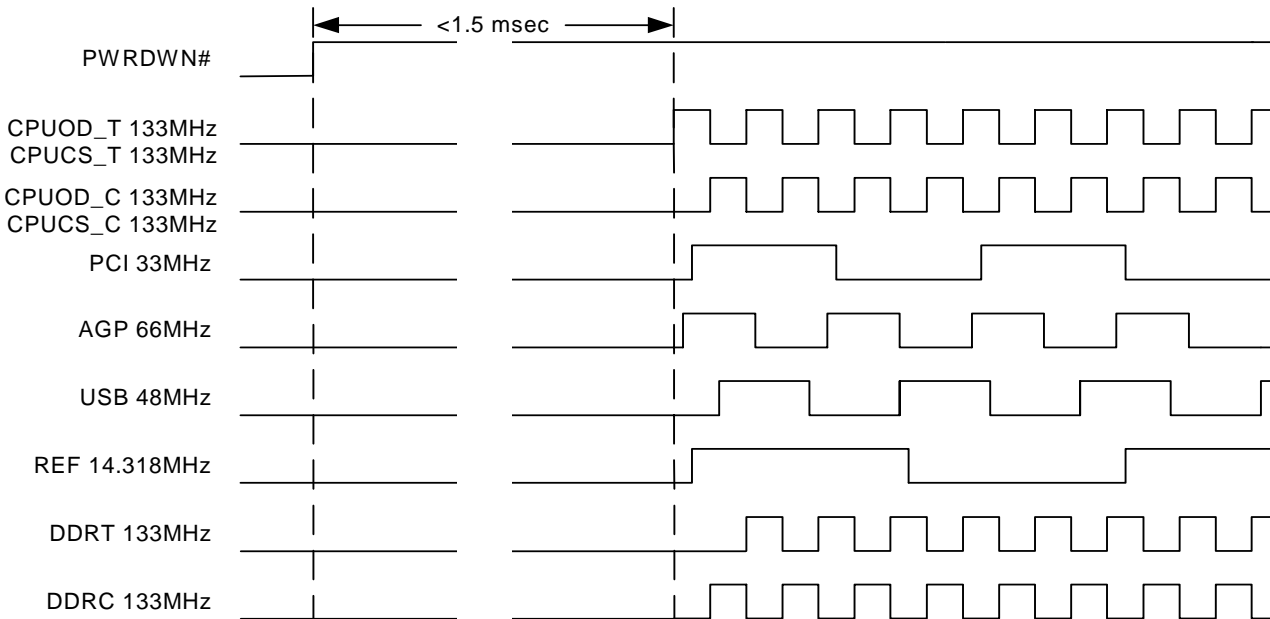 <1.5 msec
PWRDWN#
CPUOD_T 133MHz
CPUCS_T 133MHz
CPUOD_C 133MHz
CPUCS_C 133MHz
PCI 33MHz
AGP 66MHz
USB 48MHz
REF 14.318MHz
DDRT 133MHz
DDRC 133MHz